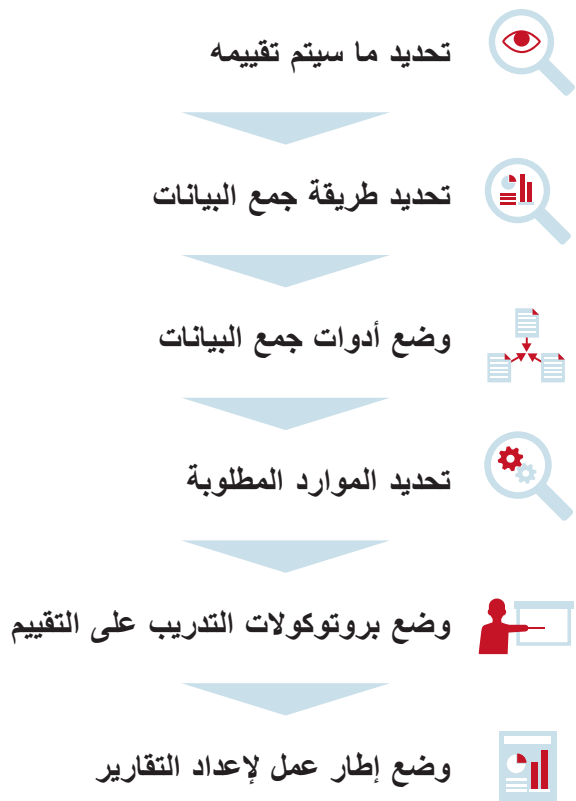 تحديد ما سيتم تقييمه
تحديد طريقة جمع البيانات
وضع أدوات جمع البيانات
تحديد الموارد المطلوبة
وضع بروتوكولات التدريب على التقييم
وضع إطار عمل لإعداد التقارير